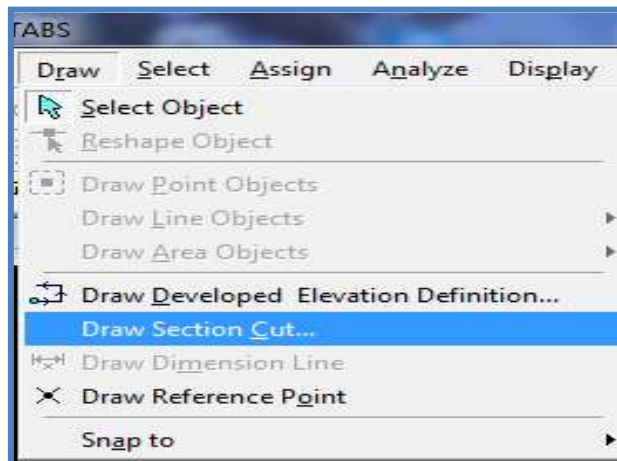 TABS
Draw Select Assign Analyze Display
Select Object
Reshape Object
Draw Point Objects
Draw Line Objects
Draw Area Objects
Draw Developed Elevation Definition...
Draw Section Cut...
Draw Dimension Line
Draw Reference Point
Snap to